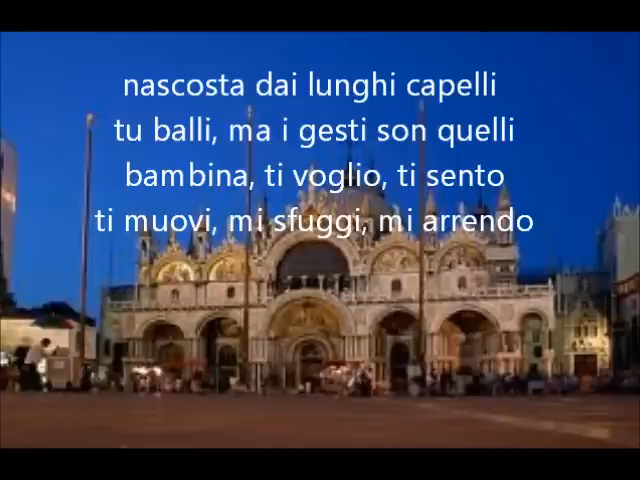 nascosta dai lunghi capelli
tu balli, ma i gesti son quelli
bambina, ti voglio, ti sento
ti muovi, mi sfuggi, mi arrendo